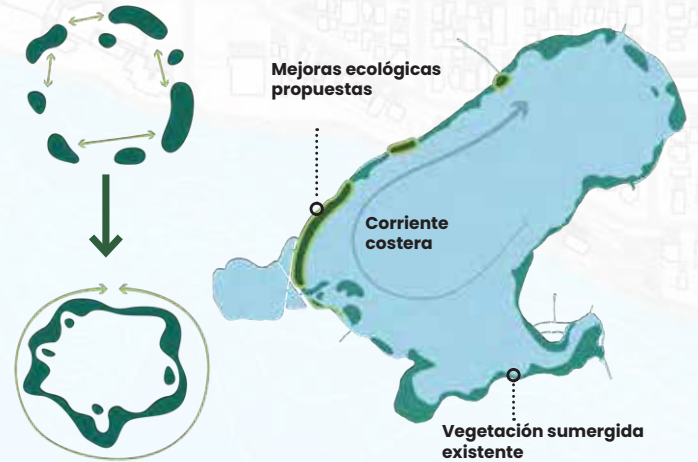 Mejoras ecológicas
propuestas
Corriente
costera
Vegetación sumergida
existente